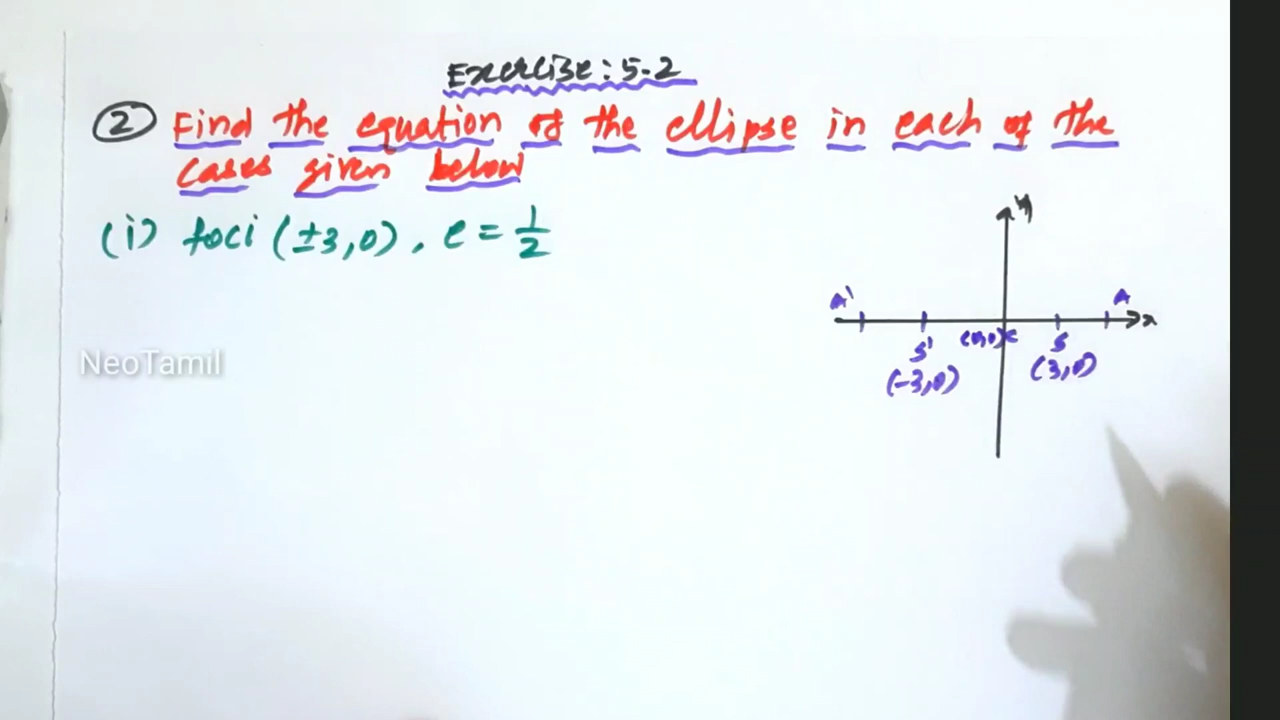 Exercise: 5.2
② Find the equation of the ellipse in each of the
cases given below
(i) foci (±3,0), e = 1/2
y
A' A
x
S' (0,0) C S
(-3,0) (3,0)
NeoTamil